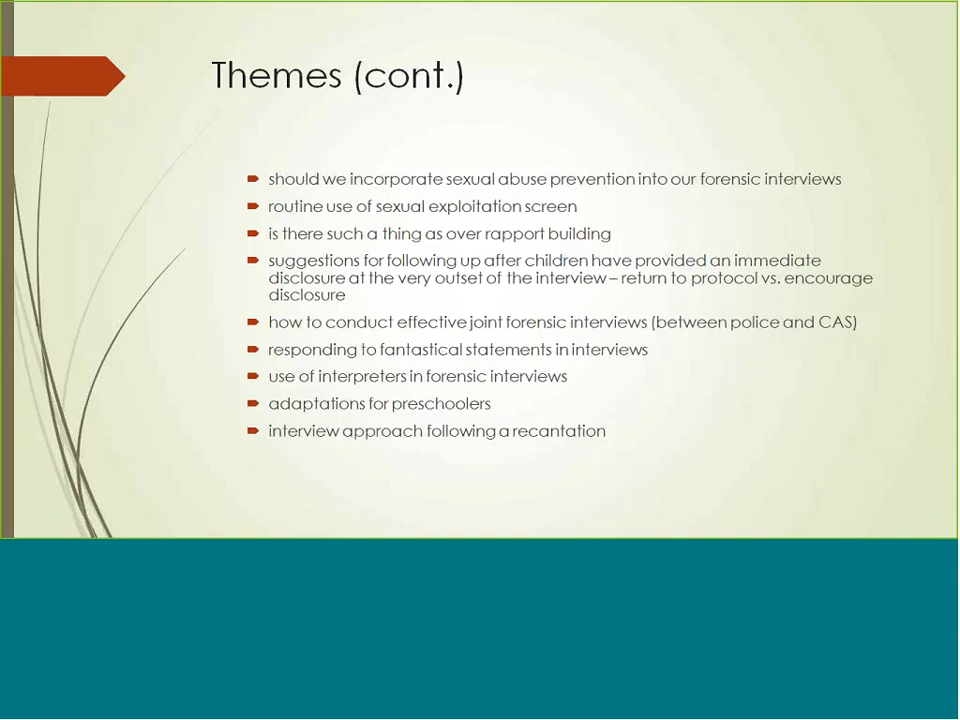 Themes (cont.)
should we incorporate sexual abuse prevention into our forensic interviews
routine use of sexual exploitation screen
is there such a thing as over rapport building
suggestions for following up after children have provided an immediate
disclosure at the very outset of the interview – return to protocol vs. encourage
disclosure
how to conduct effective joint forensic interviews (between police and CAS)
responding to fantastical statements in interviews
use of interpreters in forensic interviews
adaptations for preschoolers
interview approach following a recantation